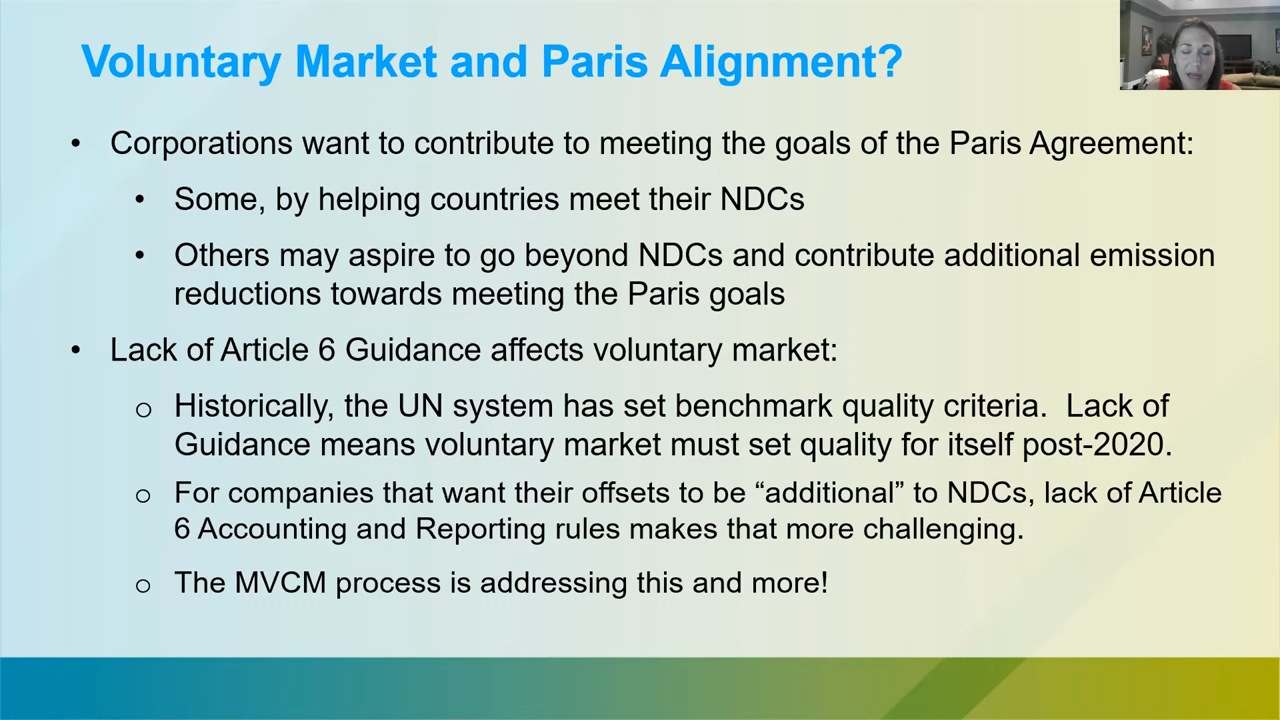 Voluntary Market and Paris Alignment?
• Corporations want to contribute to meeting the goals of the Paris Agreement:
• Some, by helping countries meet their NDCs
• Others may aspire to go beyond NDCs and contribute additional emission
reductions towards meeting the Paris goals
• Lack of Article 6 Guidance affects voluntary market:
o Historically, the UN system has set benchmark quality criteria.  Lack of
Guidance means voluntary market must set quality for itself post-2020.
o For companies that want their offsets to be “additional” to NDCs, lack of Article
6 Accounting and Reporting rules makes that more challenging.
o The MVCM process is addressing this and more!